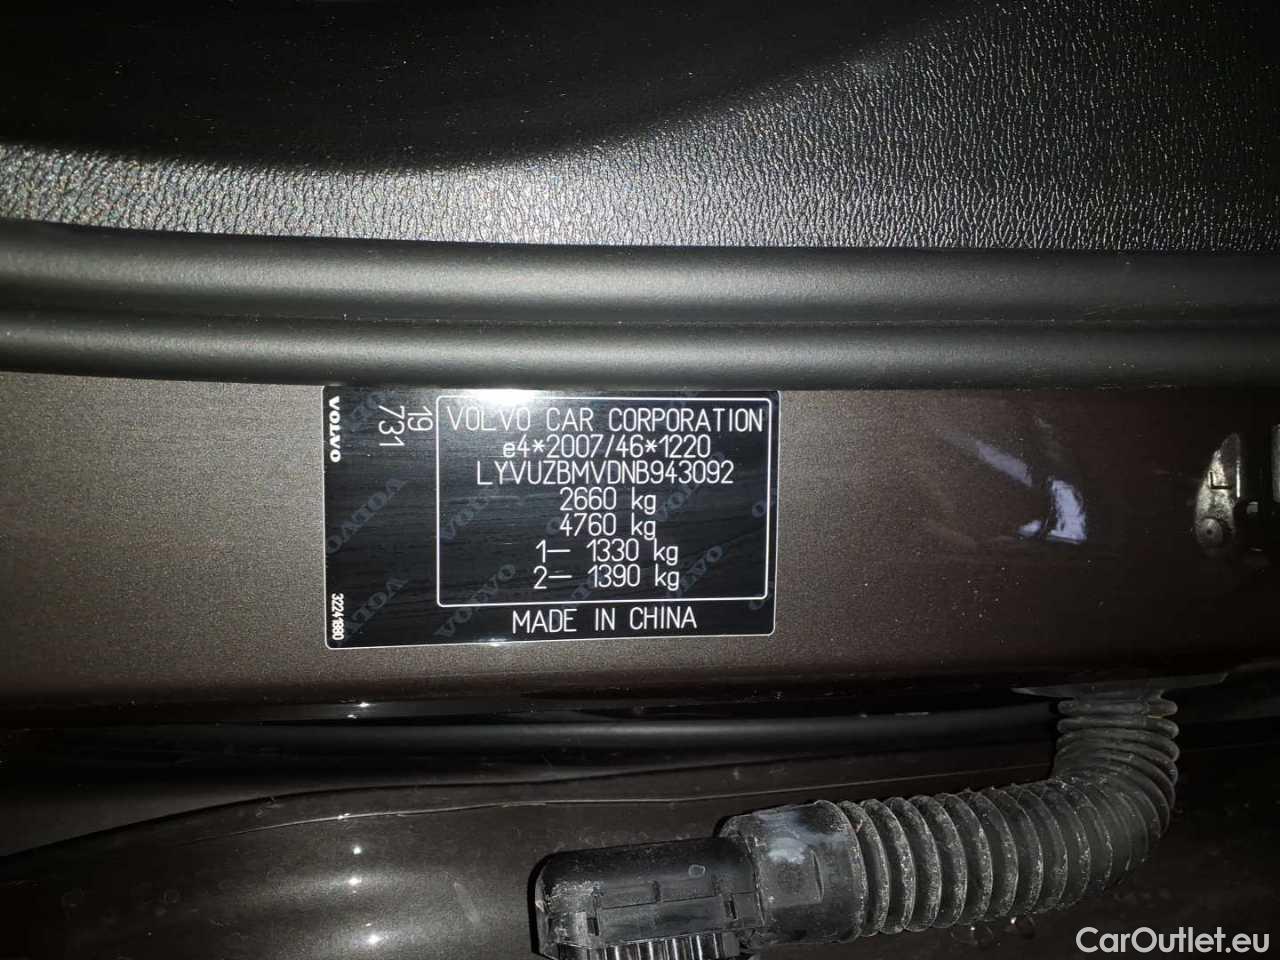 VOLVO
19
731
VOLVO CAR CORPORATION
e4*2007/46*1220
LYVUZBMVDNB943092
2660 kg
4760 kg
1— 1330 kg
2— 1390 kg
MADE IN CHINA
32241880
CarOutlet.eu